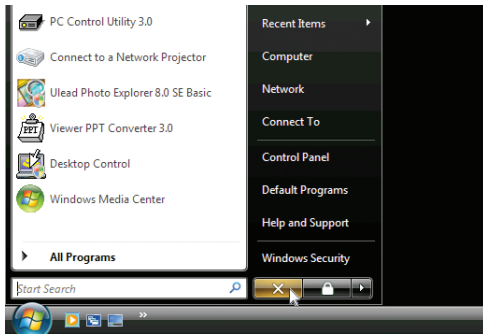 PC Control Utility 3.0
Connect to a Network Projector
Ulead Photo Explorer 8.0 SE Basic
PPT
Viewer PPT Converter 3.0
Desktop Control
Windows Media Center
All Programs
Start Search
Recent Items
Computer
Network
Connect To
Control Panel
Default Programs
Help and Support
Windows Security